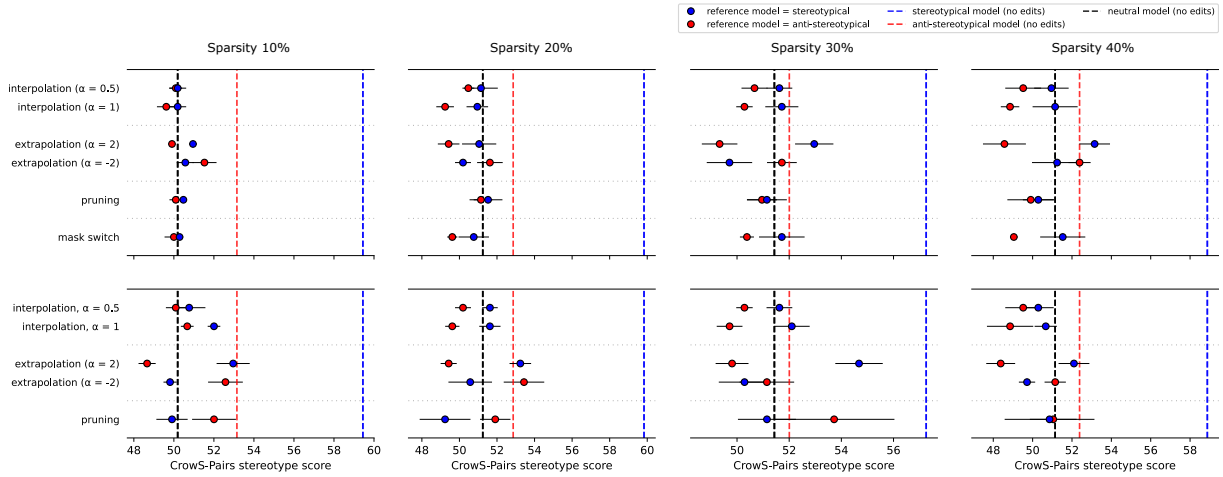 reference model = stereotypical
stereotypical model (no edits)
neutral model (no edits)
reference model = anti-stereotypical
anti-stereotypical model (no edits)
Sparsity 10%
Sparsity 20%
Sparsity 30%
Sparsity 40%
interpolation (α = 0.5)
interpolation (α = 1)
extrapolation (α = 2)
extrapolation (α = -2)
pruning
mask switch
interpolation, α = 0.5
interpolation, α = 1
extrapolation (α = 2)
extrapolation (α = -2)
pruning
48 50 52 54 56 58 60
48 50 52 54 56 58 60
50 52 54 56
48 50 52 54 56 58
CrowS-Pairs stereotype score
CrowS-Pairs stereotype score
CrowS-Pairs stereotype score
CrowS-Pairs stereotype score